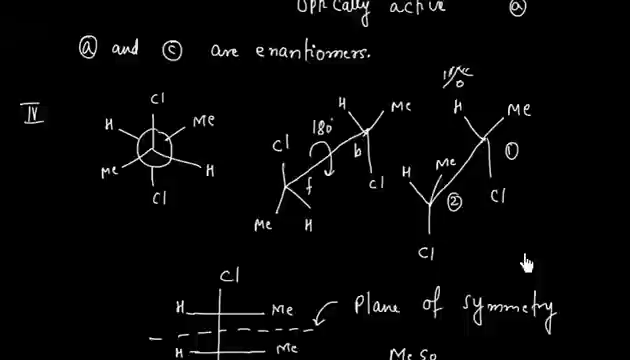 Optically active ⓐ
ⓐ and ⓒ are enantiomers.
IV
Cl H Me Me H Cl
Cl 180° H Me b f Cl Me H
H Me ① Cl H Me ② Cl
Cl
H Me Plane of symmetry
H Me Meso